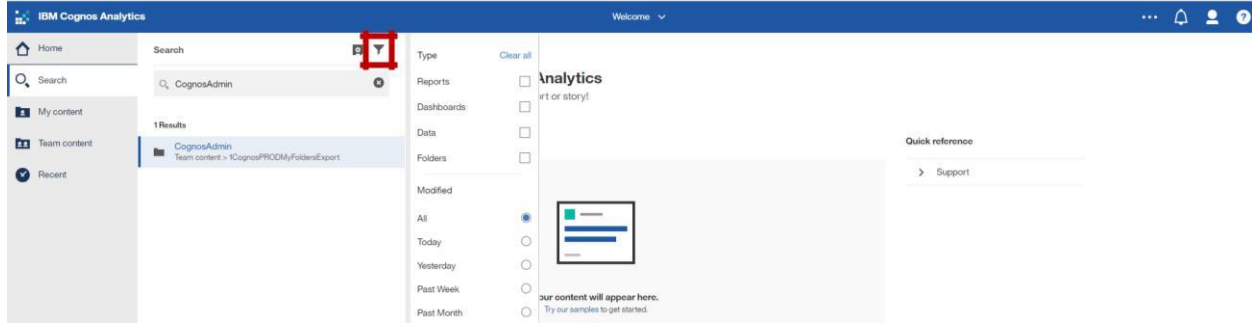 IBM Cognos Analytics
Welcome
Home
Search
My content
Team content
Recent
Search
CognosAdmin
1 Results
CognosAdmin
Team content > 1CognosPRODMyFoldersExport
Type Clear all
Reports
Dashboards
Data
Folders
Modified
All
Today
Yesterday
Past Week
Past Month
Analytics
ort or story!
our content will appear here.
Try our samples to get started.
Quick reference
Support